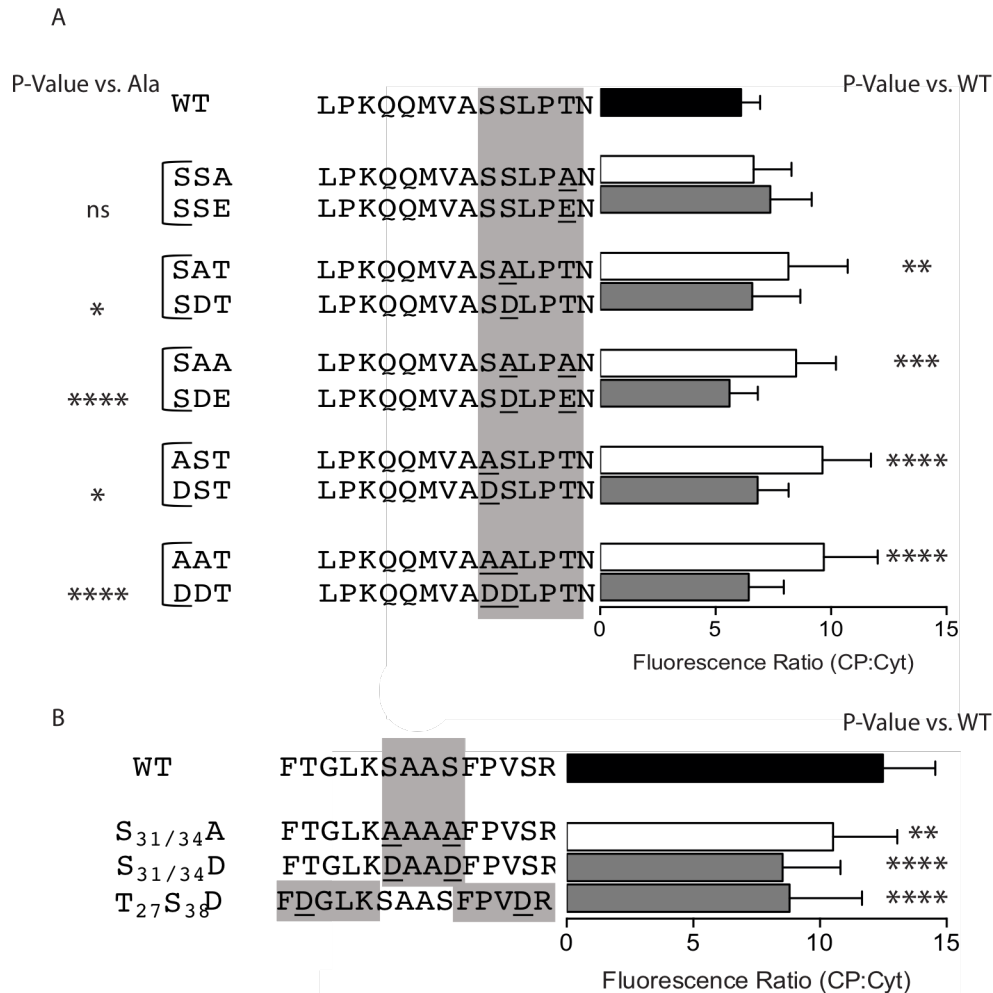 A
P-Value vs. Ala P-Value vs. WT
WT LPKQQMVASSLPTN
SSA LPKQQMVASSLPAN
ns SSE LPKQQMVASSLPEN
SAT LPKQQMVASALPTN **
* SDT LPKQQMVASDLPTN
SAA LPKQQMVASALPAN ***
**** SDE LPKQQMVASDLPEN
AST LPKQQMVAASLPTN ****
* DST LPKQQMVADSLPTN
AAT LPKQQMVAAALPTN ****
**** DDT LPKQQMVADDLPTN
0 5 10 15
Fluorescence Ratio (CP:Cyt)
B
P-Value vs. WT
WT FTGLKSAASFPVSR
S31/34A FTGLKAAAAFPVSR **
S31/34D FTGLKDAADFPVSR ****
T27S38D FDGLKSAASFPVDR ****
0 5 10 15
Fluorescence Ratio (CP:Cyt)